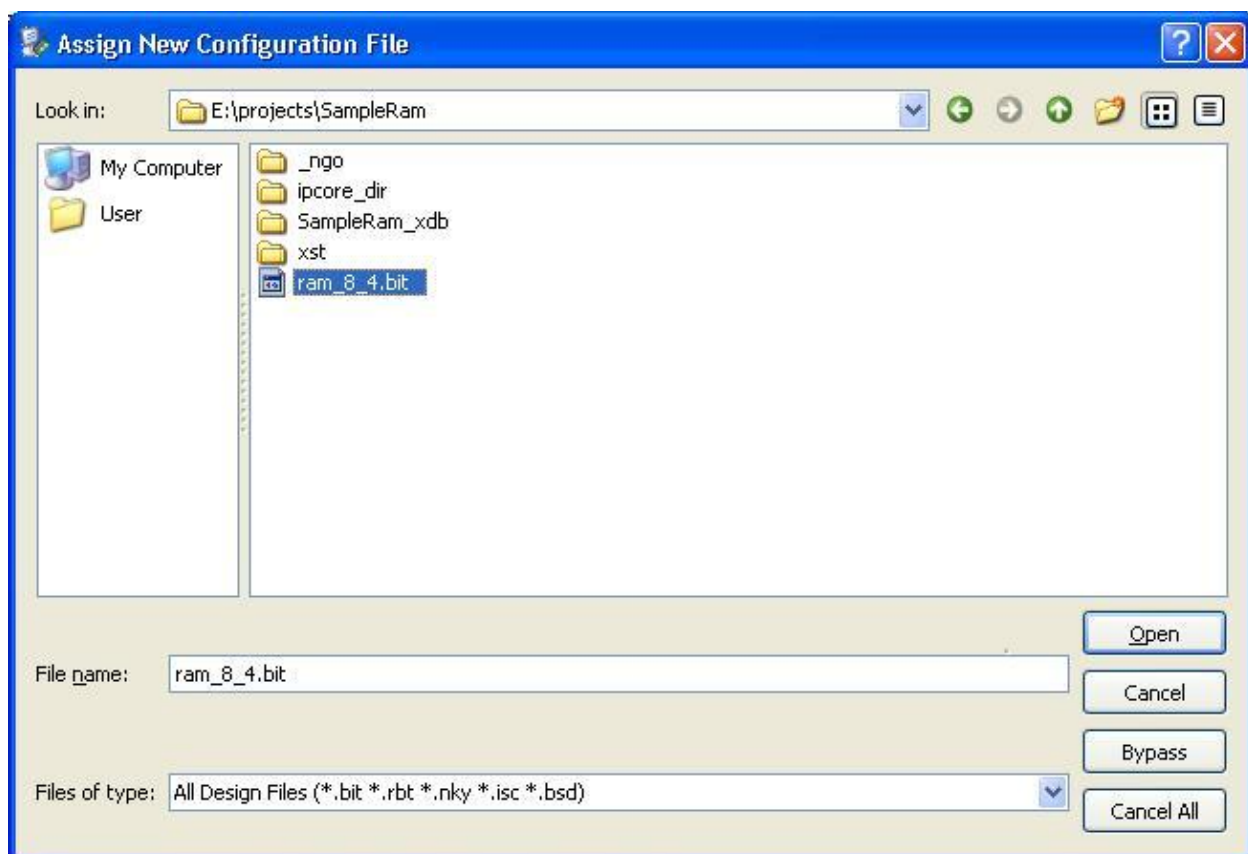 Assign New Configuration File
Look in:
E:\projects\SampleRam
My Computer
User
_ngo
ipcore_dir
SampleRam_xdb
xst
ram_8_4.bit
Open
File name:
ram_8_4.bit
Cancel
Bypass
Files of type:
All Design Files (*.bit *.rbt *.nky *.isc *.bsd)
Cancel All